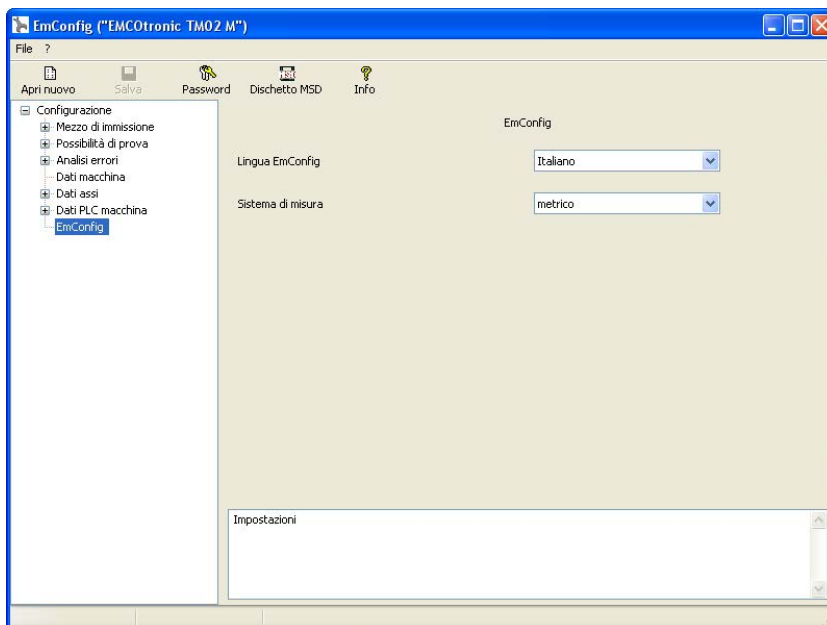 EmConfig ("EMCOtronic TM02 M")
File ?
Apri nuovo Salva Password Dischetto MSD Info
Configurazione
Mezzo di immissione
Possibilità di prova
Analisi errori
Dati macchina
Dati assi
Dati PLC macchina
EmConfig
EmConfig
Lingua EmConfig Italiano
Sistema di misura metrico
Impostazioni